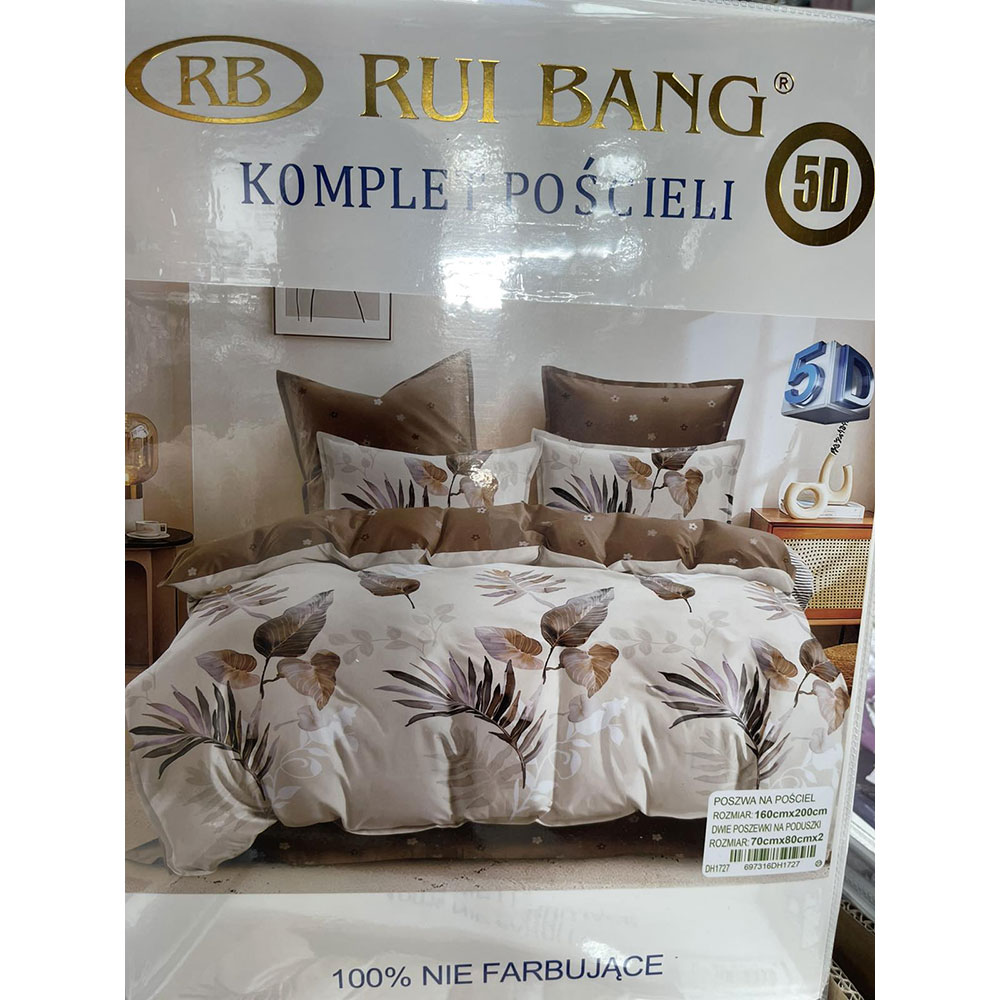 RB RUI BANG®
KOMPLET POŚCIELI
5D
5D
POSZWA NA POŚCIEL
ROZMIAR: 160cmx200cm
DWIE POSZEWKI NA PODUSZKI
ROZMIAR: 70cmx80cmx2
DH1727 697316DH1727
100% NIE FARBUJĄCE